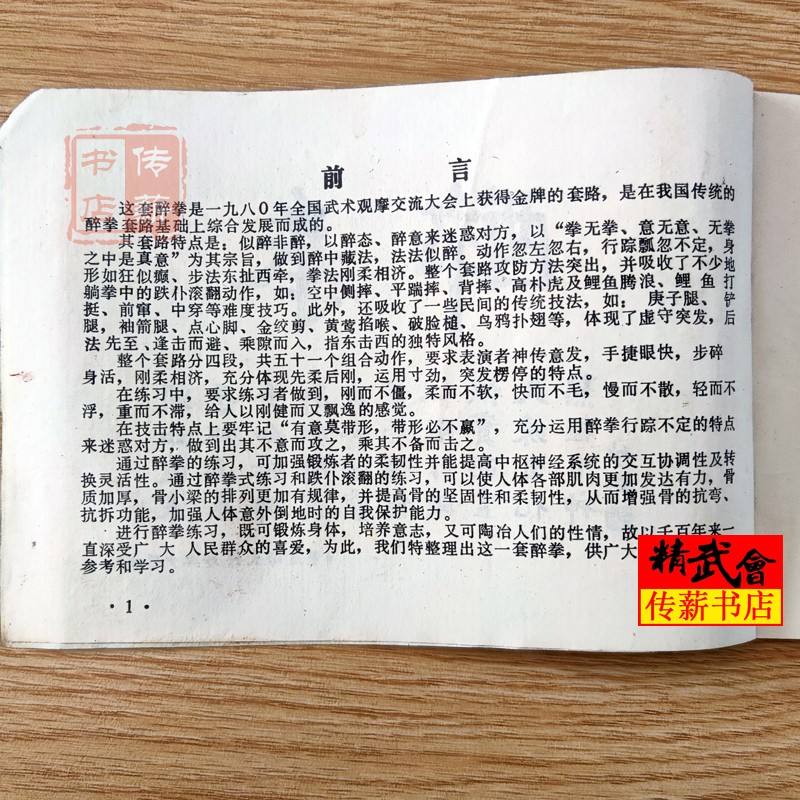 前言
这套醉拳是一九八〇年全国武术观摩交流大会上获得金牌的套路，是在我国传统的
醉拳套路基础上综合发展而成的。
其套路特点是：似醉非醉，以醉态、醉意来迷惑对方，以“拳无拳、意无意、无拳
之中是真意”为其宗旨，做到醉中藏法，法法似醉。动作忽左忽右，行踪瓢忽不定，身
形如狂似癫、步法东扯西牵，拳法刚柔相济。整个套路攻防方法突出，并吸收了不少地
躺拳中的跌仆滚翻动作，如：空中侧摔、平踹摔、背摔、高朴虎及鲤鱼腾浪、鲤鱼打
挺、前窜、中穿等难度技巧。此外，还吸收了一些民间的传统技法，如：庚子腿、铲
腿，袖箭腿、点心脚、金绞剪、黄莺掐喉、破脸槌、鸟鸦扑翅等，体现了虚守突发，后
法先至、逢击而避、乘隙而入，指东击西的独特风格。
整个套路分四段，共五十一个组合动作，要求表演者神传意发，手捷眼快，步碎
身活，刚柔相济，充分体现先柔后刚，运用寸劲，突发楞停的特点。
在练习中，要求练习者做到，刚而不僵，柔而不软，快而不毛，慢而不散，轻而不
浮，重而不滞，给人以刚健而又飘逸的感觉。
在技击特点上要牢记“有意莫带形，带形必不赢”，充分运用醉拳行踪不定的特点
来迷惑对方，做到出其不意而攻之，乘其不备而击之。
通过醉拳的练习，可加强锻炼者的柔韧性并能提高中枢神经系统的交互协调性及转
换灵活性。通过醉拳式练习和跌仆滚翻的练习，可以使人体各部肌肉更加发达有力，骨
质加厚，骨小梁的排列更加有规律，并提高骨的坚固性和柔韧性，从而增强骨的抗弯、
抗拆功能，加强人体意外倒地时的自我保护能力。
进行醉拳练习，既可锻炼身体，培养意志，又可陶冶人们的性情，故以千百年来一
直深受广大人民群众的喜爱，为此，我们特整理出这一套醉拳，供广大
参考和学习。
·1·
传薪书店
精武會
传薪书店